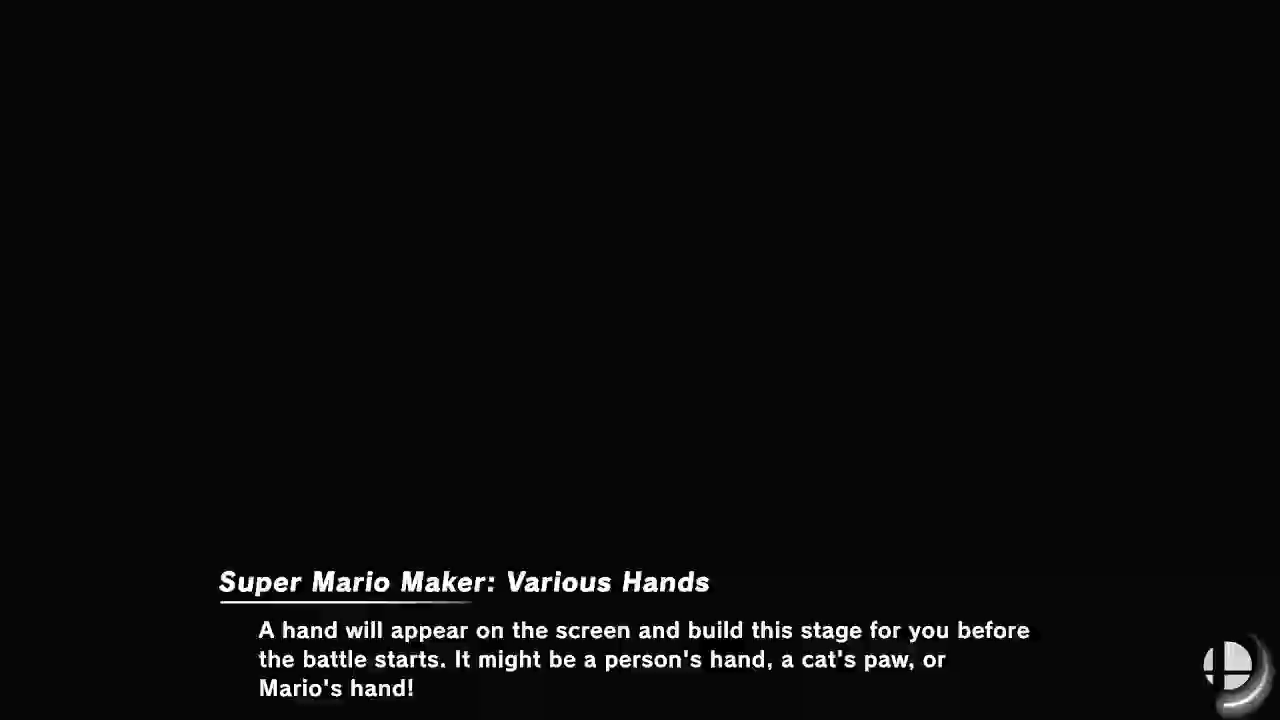 Super Mario Maker: Various Hands
A hand will appear on the screen and build this stage for you before
the battle starts. It might be a person's hand, a cat's paw, or
Mario's hand!